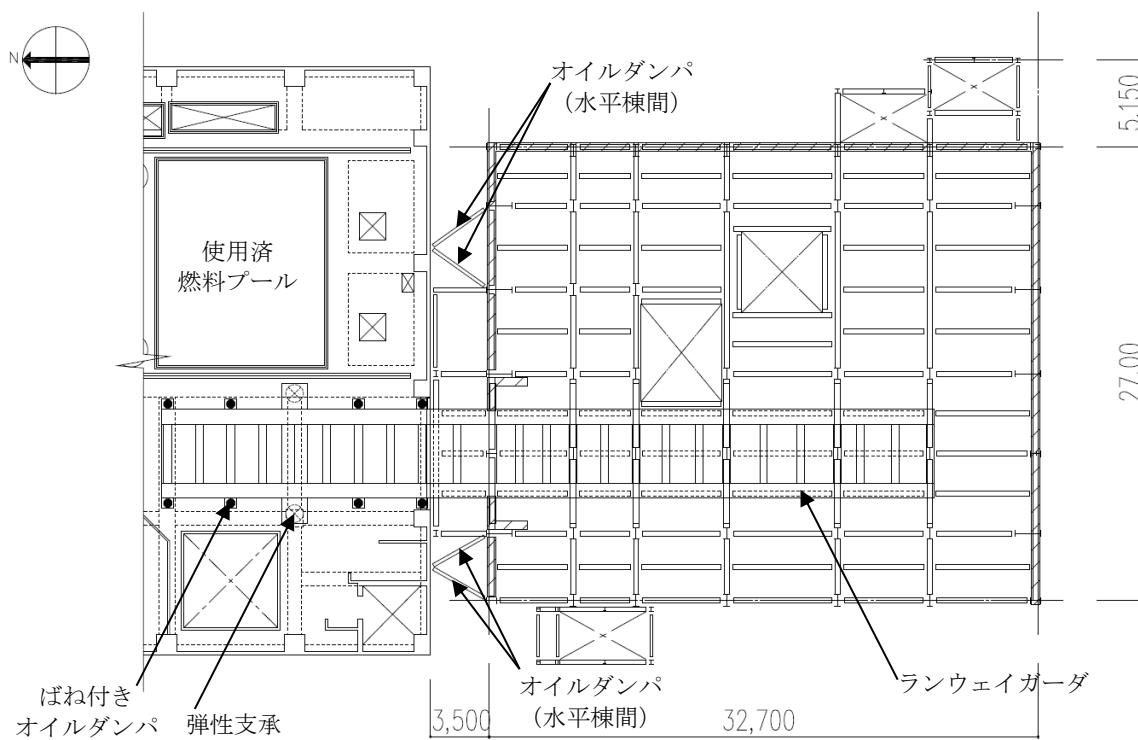 N
オイルダンパ
（水平棟間）
5,150
使用済
燃料プール
27,00
ばね付き
オイルダンパ
弾性支承
3,500
オイルダンパ
（水平棟間）
32,700
ランウェイガーダ